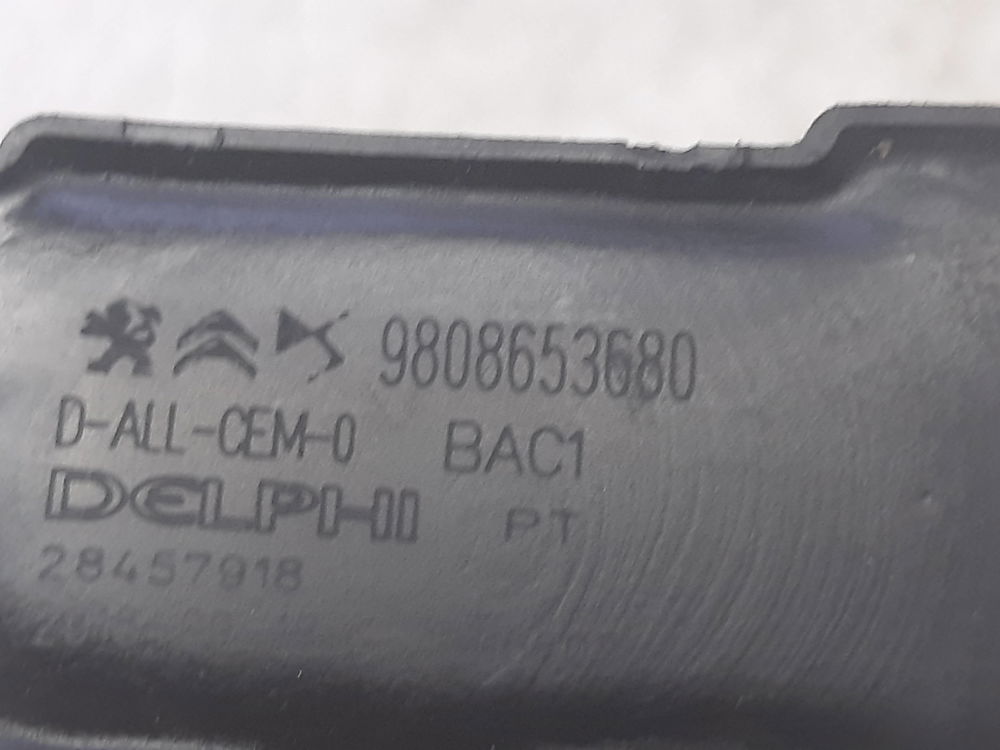 9808653680
D-ALL-CEM-0 BAC1
DELPHI PT
28457918